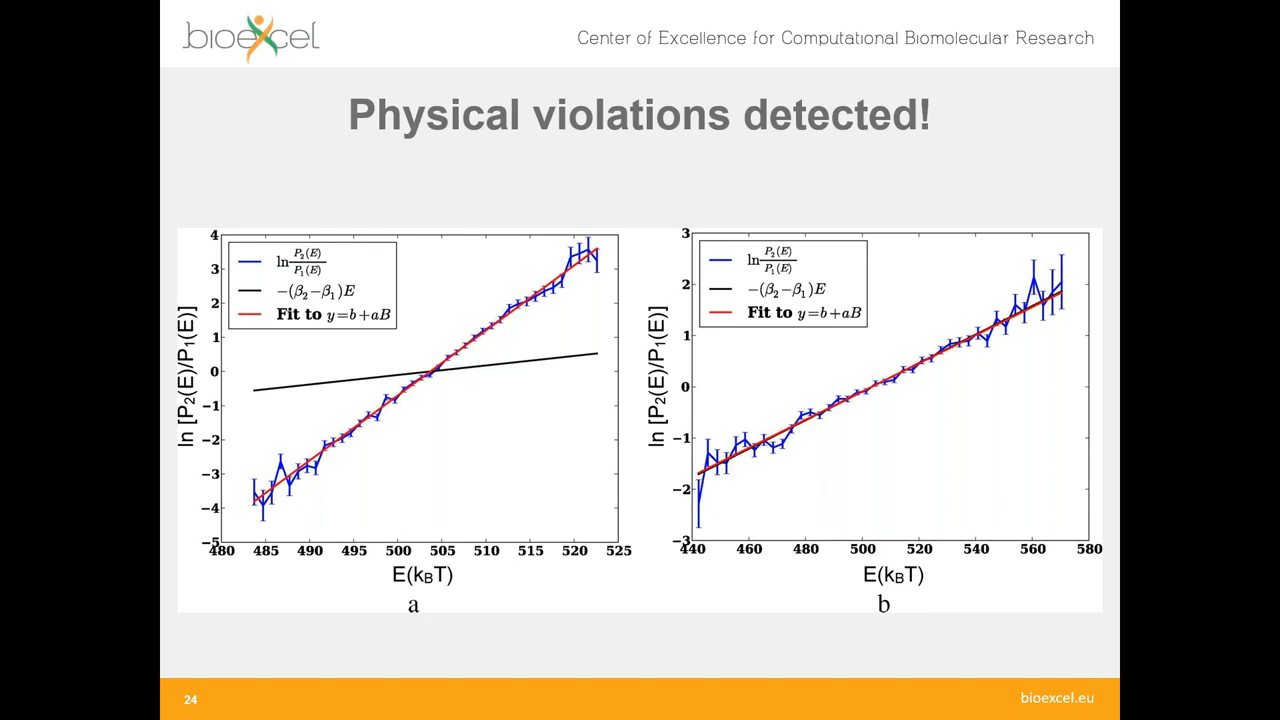 bioexcel
Center of Excellence for Computational Biomolecular Research
Physical violations detected!
4
3
2
1
0
−1
−2
−3
−4
−5
ln [P₂(E)/P₁(E)]
ln P₂(E)/P₁(E)
−(β₂−β₁)E
Fit to y=b+aB
480 485 490 495 500 505 510 515 520 525
E(k_BT)
a
3
2
1
0
−1
−2
−3
ln [P₂(E)/P₁(E)]
ln P₂(E)/P₁(E)
−(β₂−β₁)E
Fit to y=b+aB
440 460 480 500 520 540 560 580
E(k_BT)
b
24
bioexcel.eu